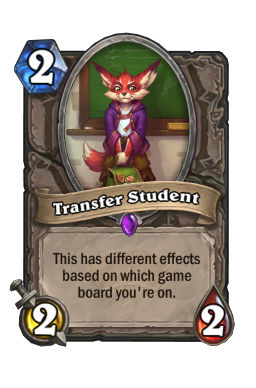 2
Transfer Student
This has different effects
based on which game
board you're on.
2
2